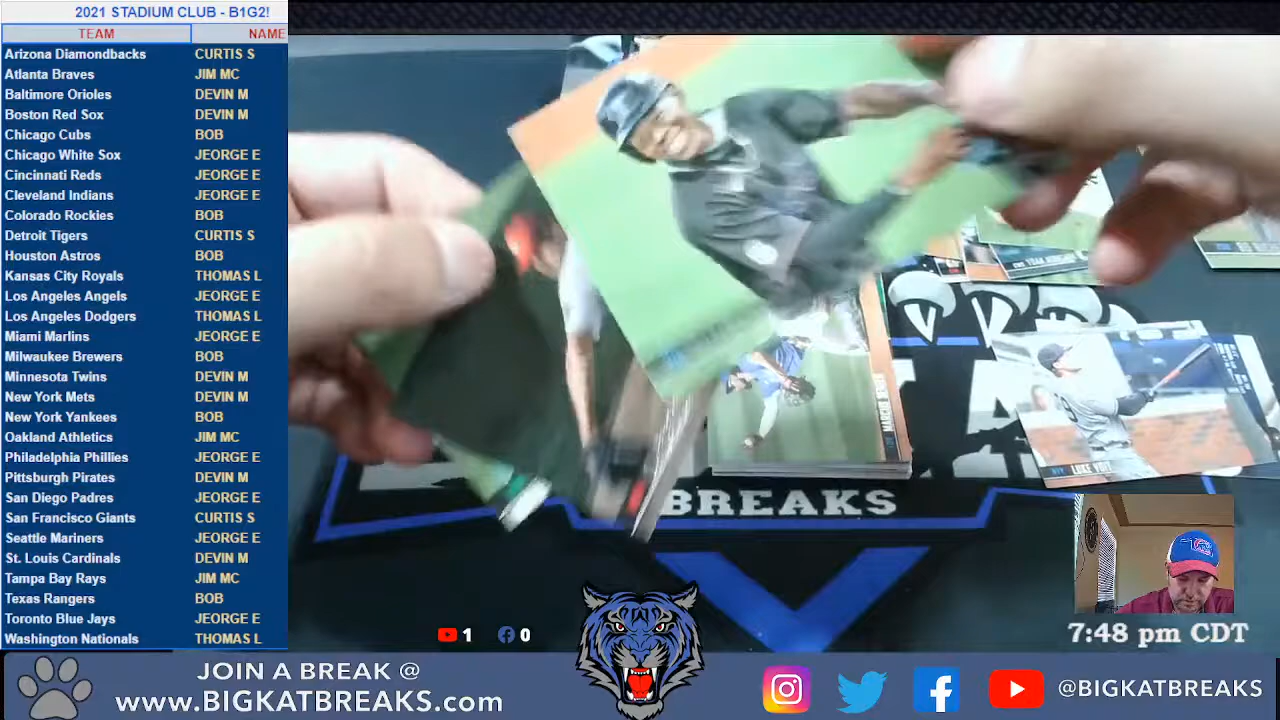 2021 STADIUM CLUB - B1G2!
TEAM NAME
Arizona Diamondbacks CURTIS S
Atlanta Braves JIM MC
Baltimore Orioles DEVIN M
Boston Red Sox DEVIN M
Chicago Cubs BOB
Chicago White Sox JEORGE E
Cincinnati Reds JEORGE E
Cleveland Indians JEORGE E
Colorado Rockies BOB
Detroit Tigers CURTIS S
Houston Astros BOB
Kansas City Royals THOMAS L
Los Angeles Angels JEORGE E
Los Angeles Dodgers THOMAS L
Miami Marlins JEORGE E
Milwaukee Brewers BOB
Minnesota Twins DEVIN M
New York Mets DEVIN M
New York Yankees BOB
Oakland Athletics JIM MC
Philadelphia Phillies JEORGE E
Pittsburgh Pirates DEVIN M
San Diego Padres JEORGE E
San Francisco Giants CURTIS S
Seattle Mariners JEORGE E
St. Louis Cardinals DEVIN M
Tampa Bay Rays JIM MC
Texas Rangers BOB
Toronto Blue Jays JEORGE E
Washington Nationals THOMAS L
LUKE VOIT
BREAKS
1 0
7:48 pm CDT
JOIN A BREAK @
www.BIGKATBREAKS.com
@BIGKATBREAKS